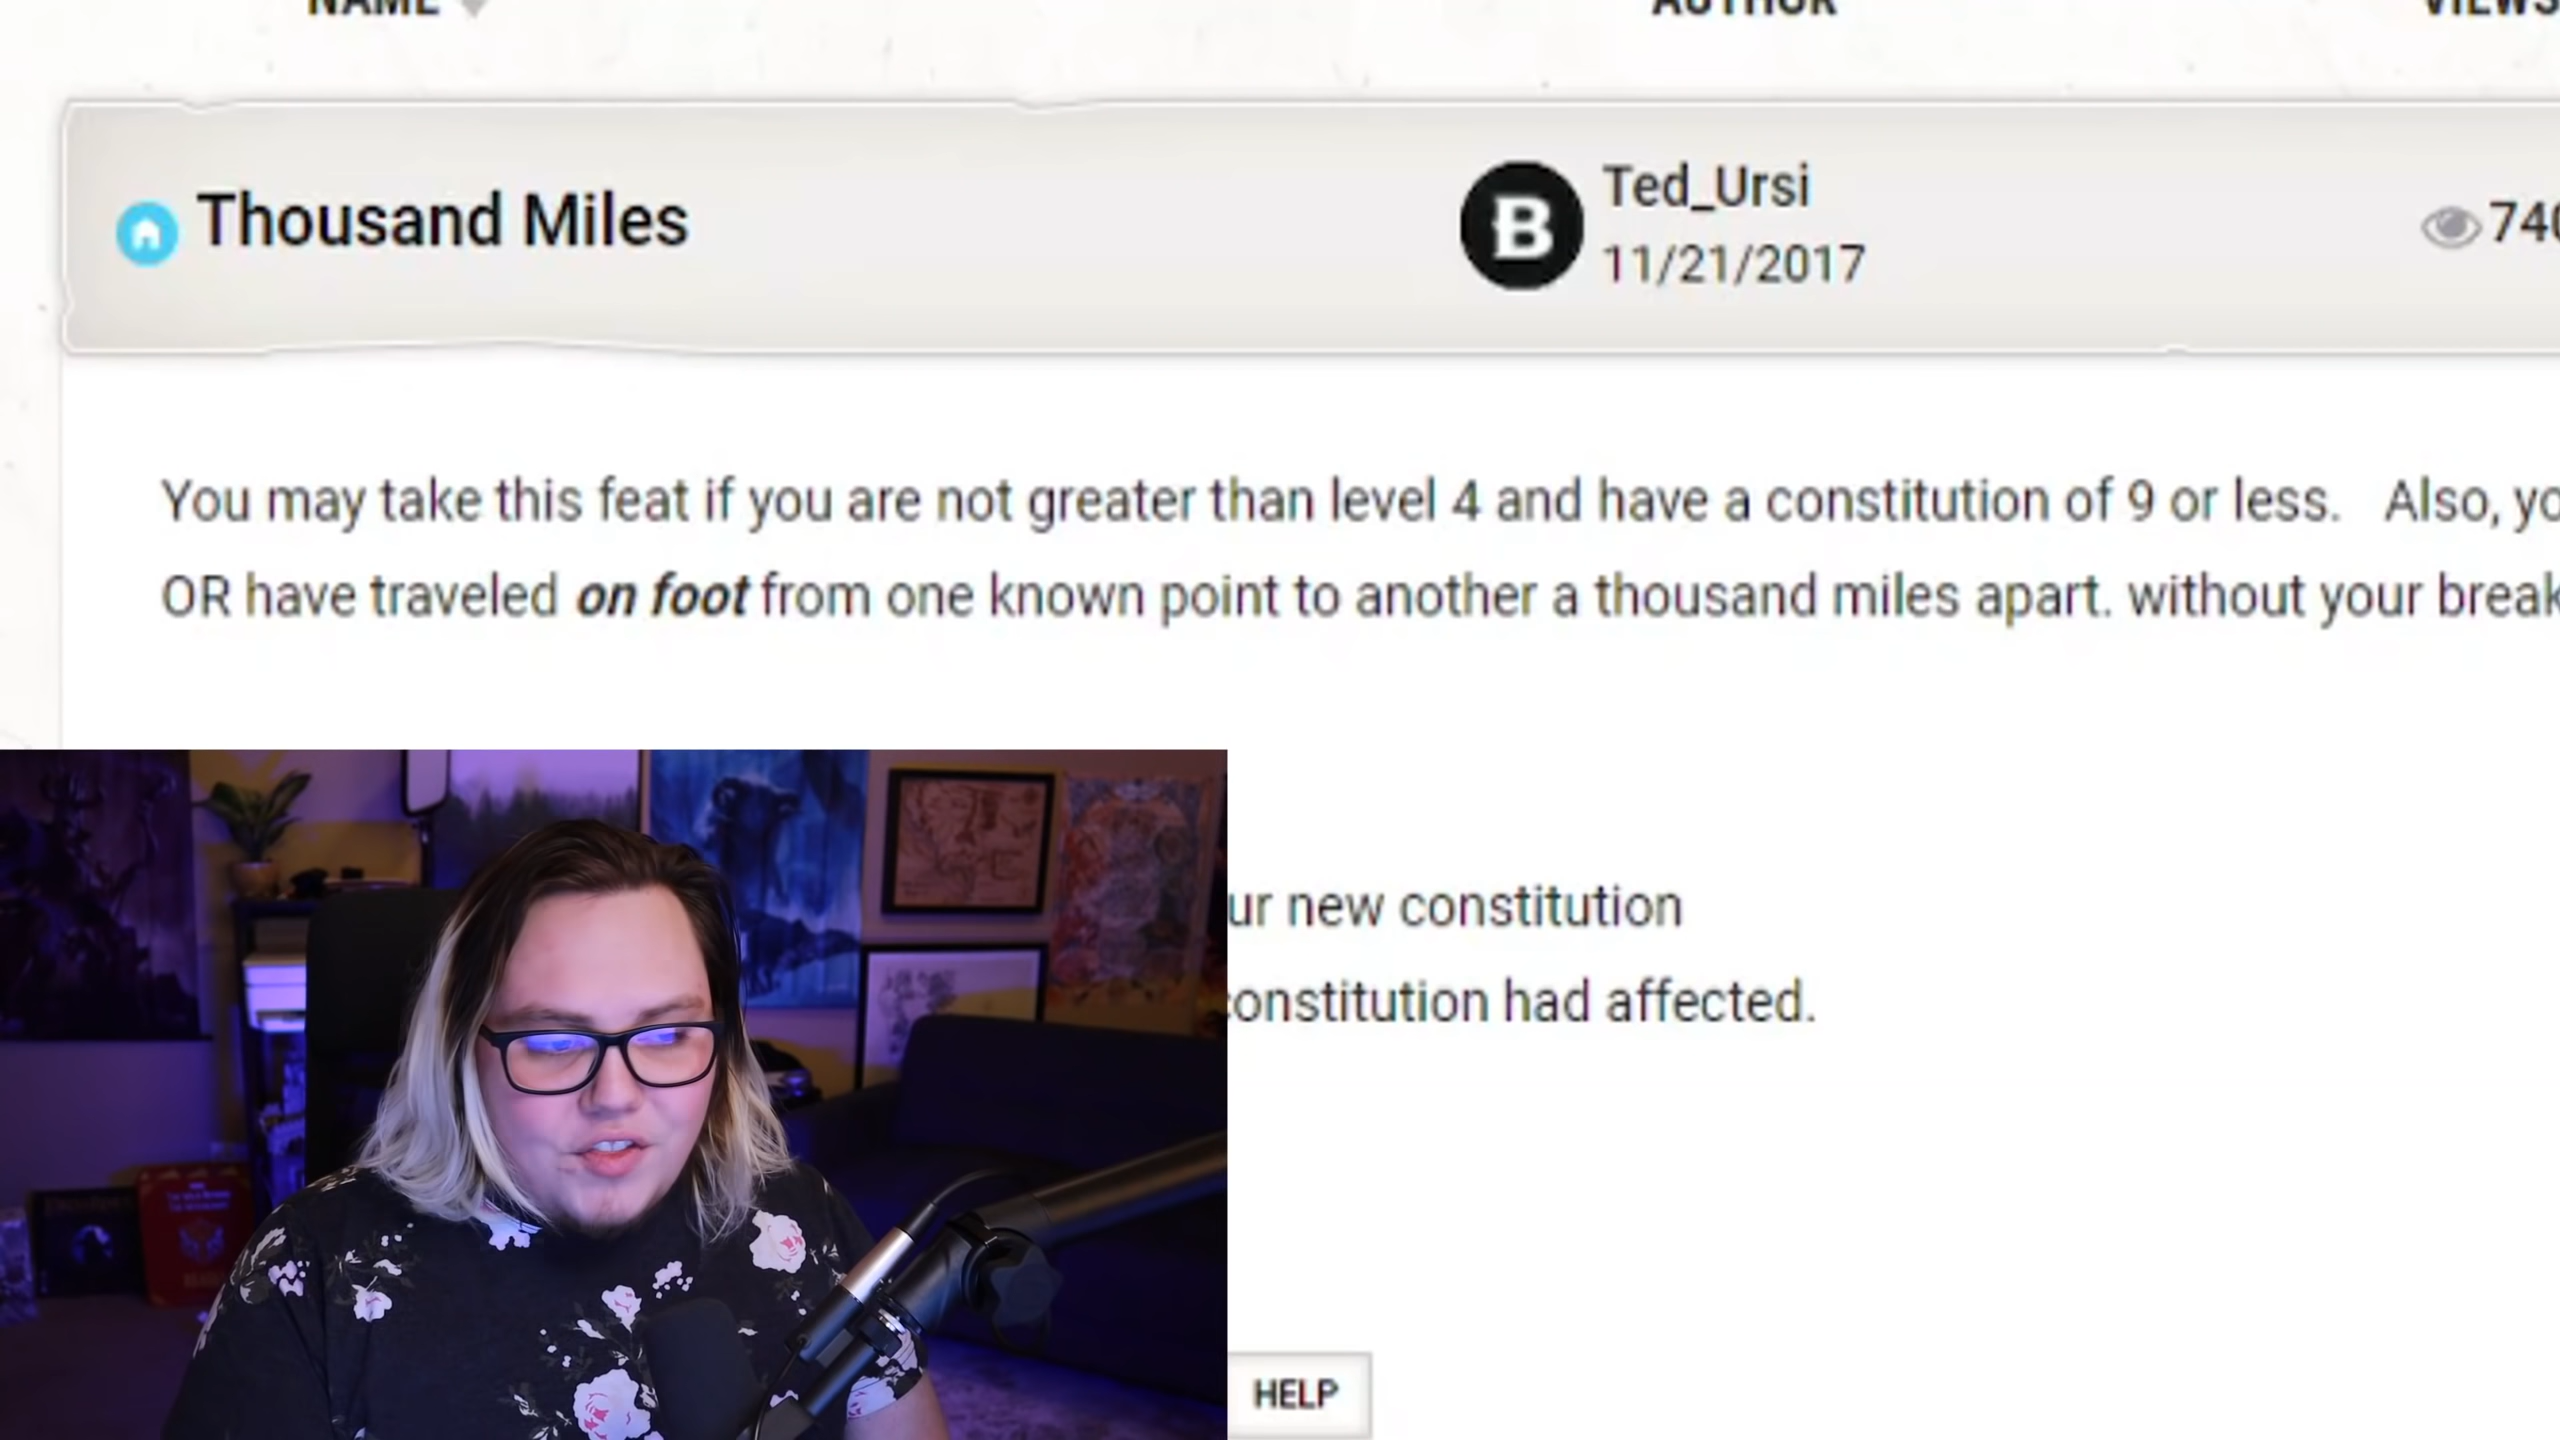 NAME
AUTHOR
VIEWS
Thousand Miles
B
Ted_Ursi
11/21/2017
740
You may take this feat if you are not greater than level 4 and have a constitution of 9 or less. Also, yo
OR have traveled on foot from one known point to another a thousand miles apart. without your break
ur new constitution
constitution had affected.
HELP